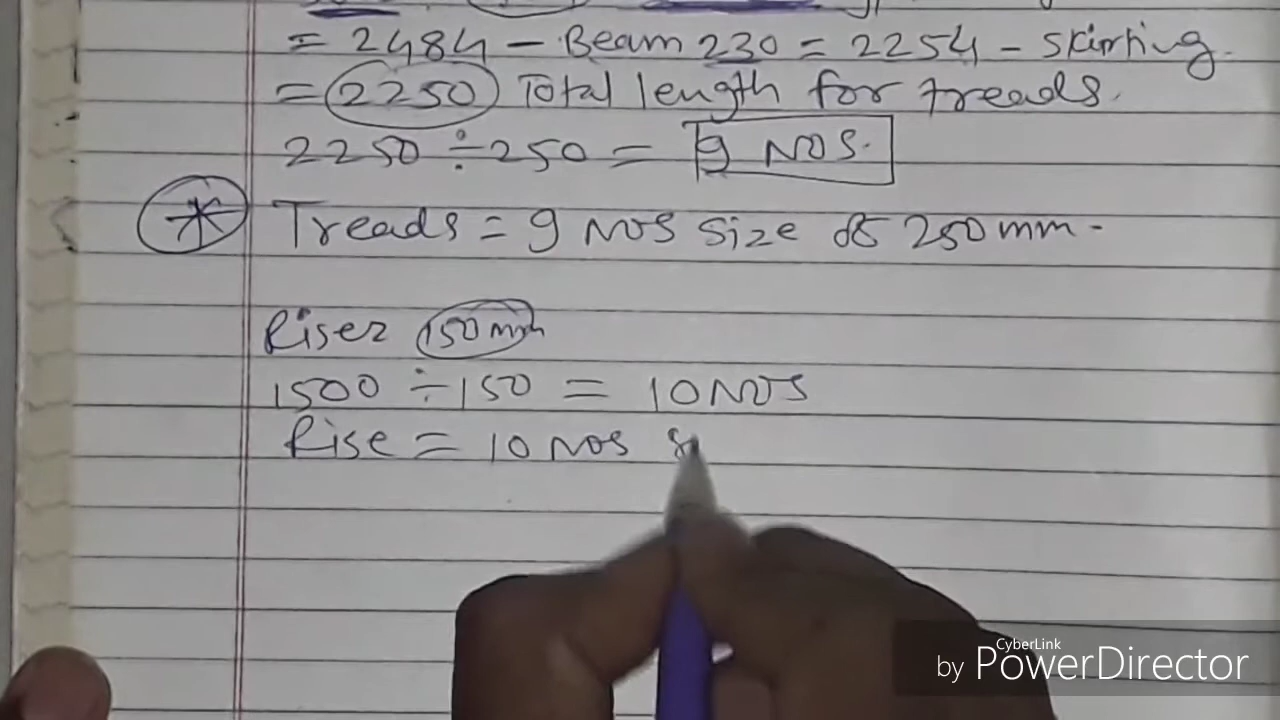 = 2484 - Beam 230 = 2254 - Skirting.
= 2250 Total length for treads.
2250 ÷ 250 = 9 NOS.
* Treads = 9 NOS Size of 250mm.
Riser 150mm
1500 ÷ 150 = 10 NOS
Rise = 10 NOS S
CyberLink
by PowerDirector